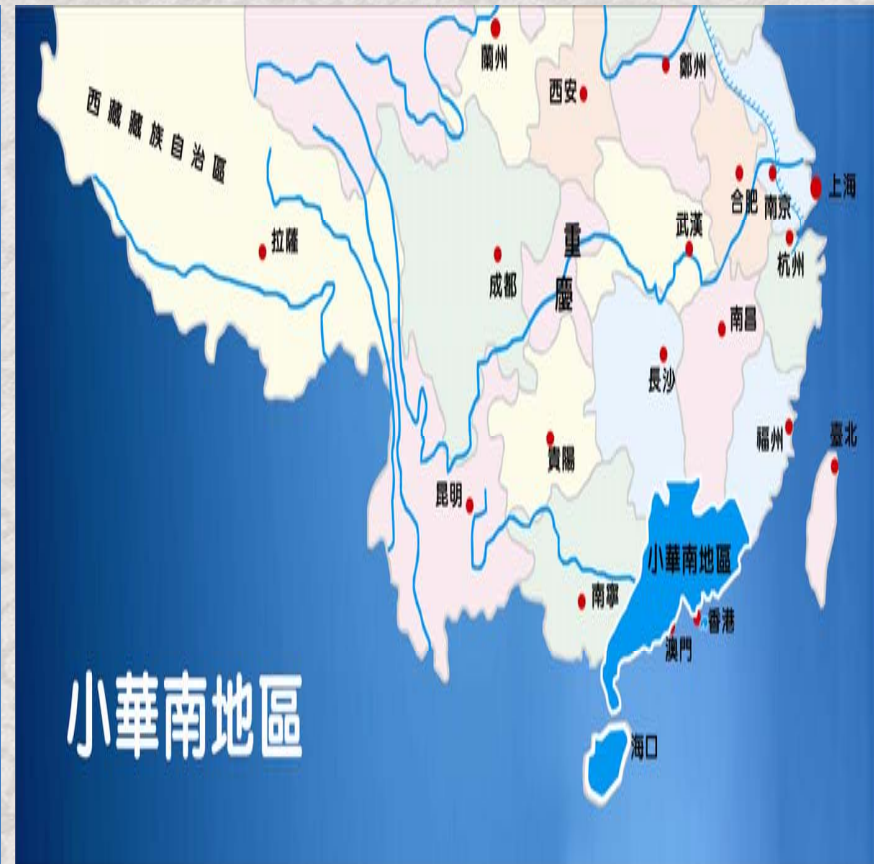 蘭州
鄭州
西安
西藏藏族自治區
合肥
南京
上海
武漢
重慶
拉薩
杭州
成都
南昌
長沙
福州
臺北
貴陽
昆明
小華南地區
南寧
香港
澳門
小華南地區
海口